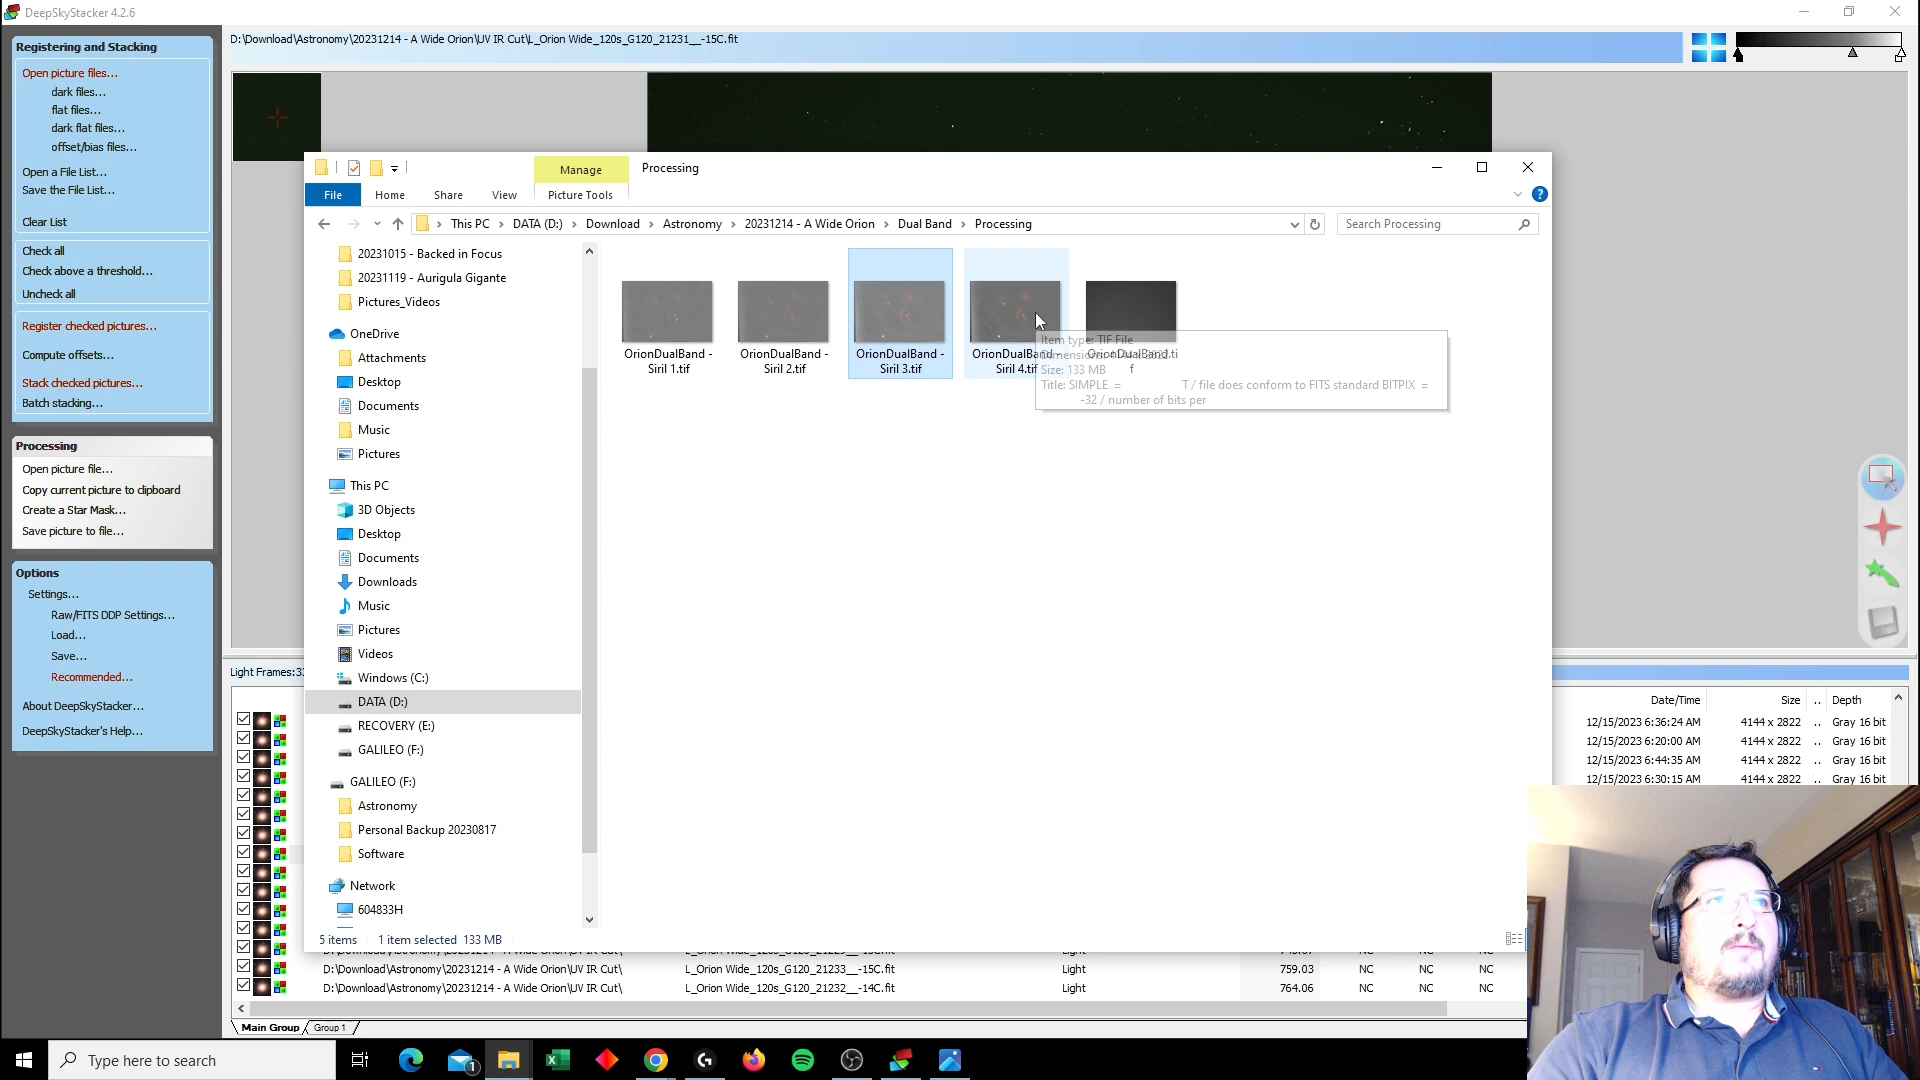 DeepSkyStacker 4.2.6
Registering and Stacking
Open picture files...
dark files...
flat files...
dark flat files...
offset/bias files...
Open a File List...
Save the File List...
Clear List
Check all
Check above a threshold...
Uncheck all
Register checked pictures...
Compute offsets...
Stack checked pictures...
Batch stacking...
Processing
Open picture file...
Copy current picture to clipboard
Create a Star Mask...
Save picture to file...
Options
Settings...
Raw/FITS DDP Settings...
Load...
Save...
Recommended...
About DeepSkyStacker...
DeepSkyStacker's Help...
D:\Download\Astronomy\20231214 - A Wide Orion\UV IR Cut\L_Orion Wide_120s_G120_21231__-15C.fit
Manage
Processing
File
Home
Share
View
Picture Tools
This PC > DATA (D:) > Download > Astronomy > 20231214 - A Wide Orion > Dual Band > Processing
Search Processing
20231015 - Backed in Focus
20231119 - Aurigula Gigante
Pictures_Videos
OneDrive
Attachments
Desktop
Documents
Music
Pictures
This PC
3D Objects
Desktop
Documents
Downloads
Music
Pictures
Videos
Windows (C:)
DATA (D:)
RECOVERY (E:)
GALILEO (F:)
GALILEO (F:)
Astronomy
Personal Backup 20230817
Software
Network
604833H
OrionDualBand -
Siril 1.tif
OrionDualBand -
Siril 2.tif
OrionDualBand -
Siril 3.tif
OrionDualBand -
Siril 4.tif
OrionDualBand.ti
f
Item type: TIF File
Size: 133 MB
Title: SIMPLE = T / file does conform to FITS standard BITPIX =
-32 / number of bits per
5 items 1 item selected 133 MB
Light Frames:
Date/Time Size .. Depth
12/15/2023 6:36:24 AM 4144 x 2822 .. Gray 16 bit
12/15/2023 6:20:00 AM 4144 x 2822 .. Gray 16 bit
12/15/2023 6:44:35 AM 4144 x 2822 .. Gray 16 bit
12/15/2023 6:30:15 AM 4144 x 2822 .. Gray 16 bit
D:\Download\Astronomy\20231214 - A Wide Orion\UV IR Cut\ L_Orion Wide_120s_G120_21233__-15C.fit Light 759.03 NC NC NC
D:\Download\Astronomy\20231214 - A Wide Orion\UV IR Cut\ L_Orion Wide_120s_G120_21232__-14C.fit Light 764.06 NC NC NC
Main Group
Group 1
Type here to search
1